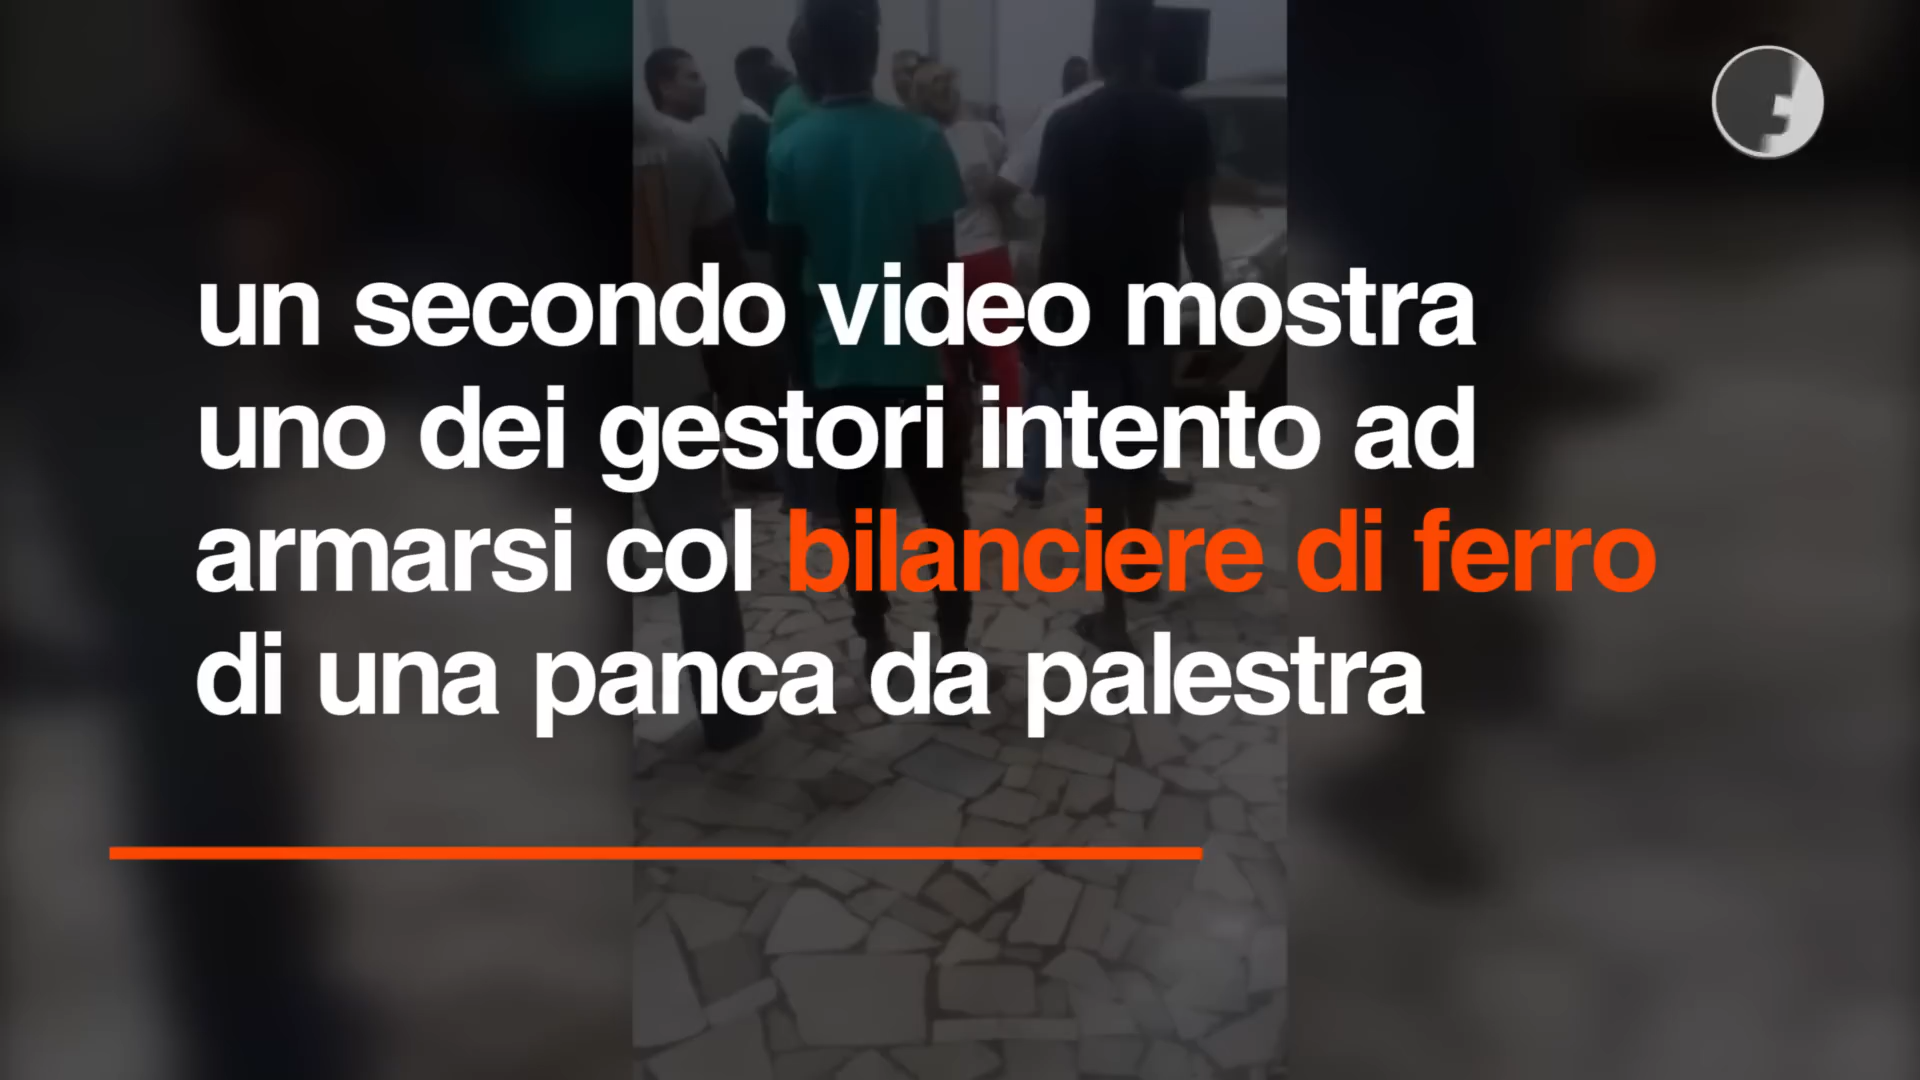 un secondo video mostra
uno dei gestori intento ad
armarsi col bilanciere di ferro
di una panca da palestra